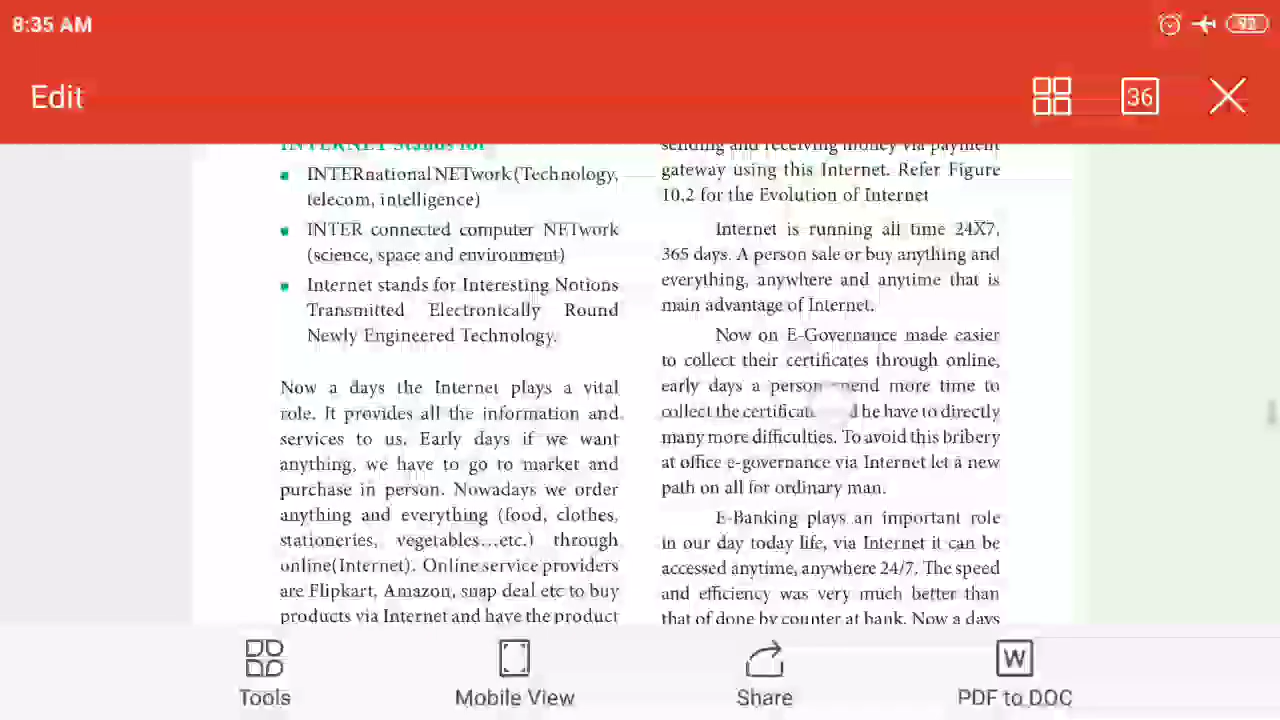 8:35 AM
92
Edit
36
INTERNET Stands for
INTERnational NETwork (Technology,
telecom, intelligence)
INTER connected computer NETwork
(science, space and environment)
Internet stands for Interesting Notions
Transmitted Electronically Round
Newly Engineered Technology.
Now a days the Internet plays a vital
role. It provides all the information and
services to us. Early days if we want
anything, we have to go to market and
purchase in person. Nowadays we order
anything and everything (food, clothes,
stationeries, vegetables...etc.) through
online(Internet). Online service providers
are Flipkart, Amazon, snap deal etc to buy
products via Internet and have the product
sending and receiving money via payment
gateway using this Internet. Refer Figure
10.2 for the Evolution of Internet
Internet is running all time 24X7,
365 days. A person sale or buy anything and
everything, anywhere and anytime that is
main advantage of Internet.
Now on E-Governance made easier
to collect their certificates through online,
early days a person more time to
collect the he have to directly
many more difficulties. To avoid this bribery
at office e-governance via Internet let a new
path on all for ordinary man.
E-Banking plays an important role
in our day today life, via Internet it can be
accessed anytime, anywhere 24/7. The speed
and efficiency was very much better than
that of done by counter at bank. Now a days
Tools
Mobile View
Share
W
PDF to DOC